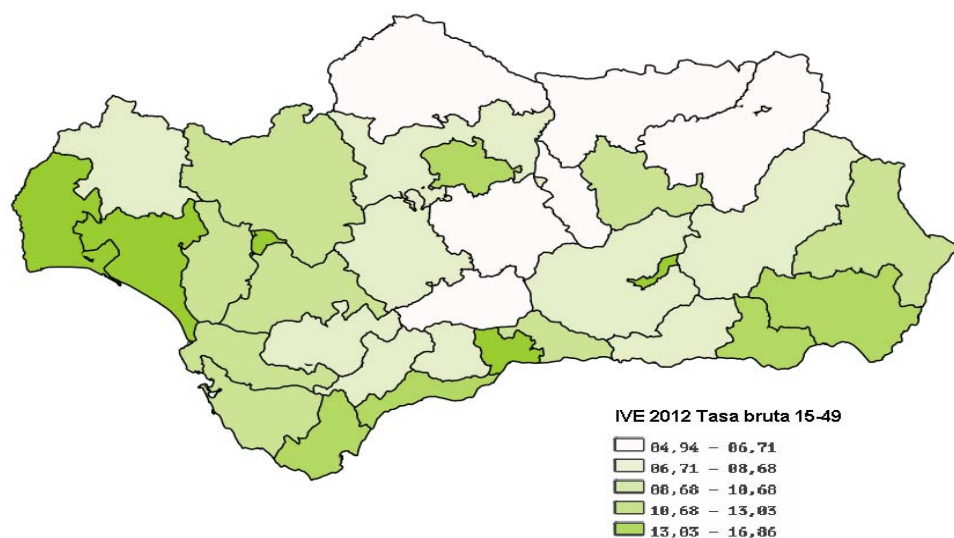 IVE 2012 Tasa bruta 15-49
04,94 – 06,71
06,71 – 08,68
08,68 – 10,68
10,68 – 13,03
13,03 – 16,86